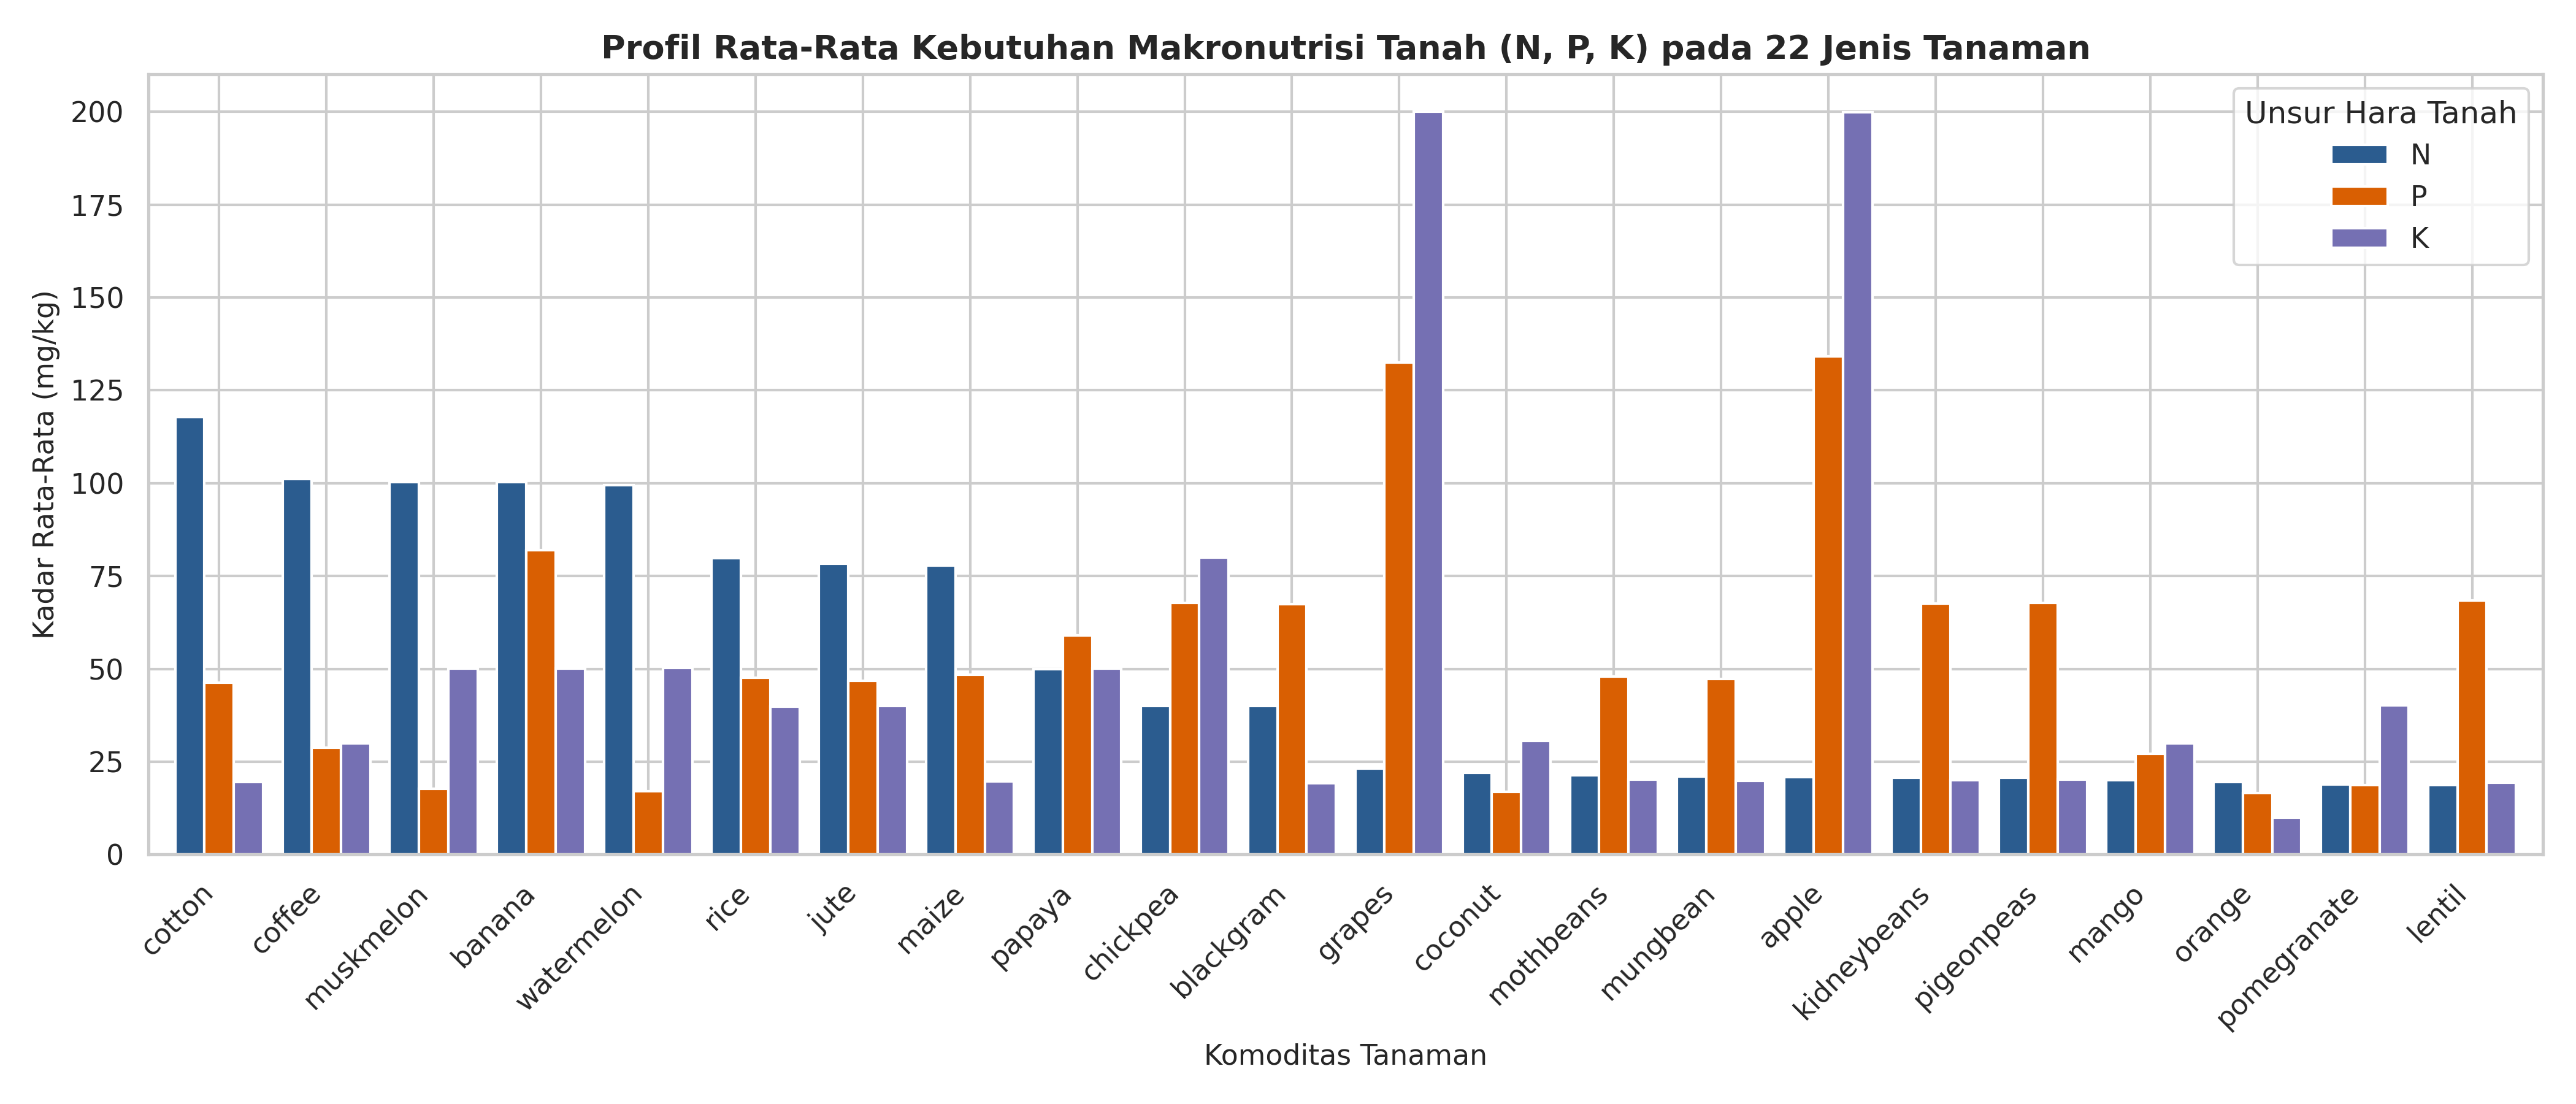 Profil Rata-Rata Kebutuhan Makronutrisi Tanah (N, P, K) pada 22 Jenis Tanaman
Kadar Rata-Rata (mg/kg)
200
175
150
125
100
75
50
25
0
Unsur Hara Tanah
N
P
K
cotton
coffee
muskmelon
banana
watermelon
rice
jute
maize
papaya
chickpea
blackgram
grapes
coconut
mothbeans
mungbean
apple
kidneybeans
pigeonpeas
mango
orange
pomegranate
lentil
Komoditas Tanaman